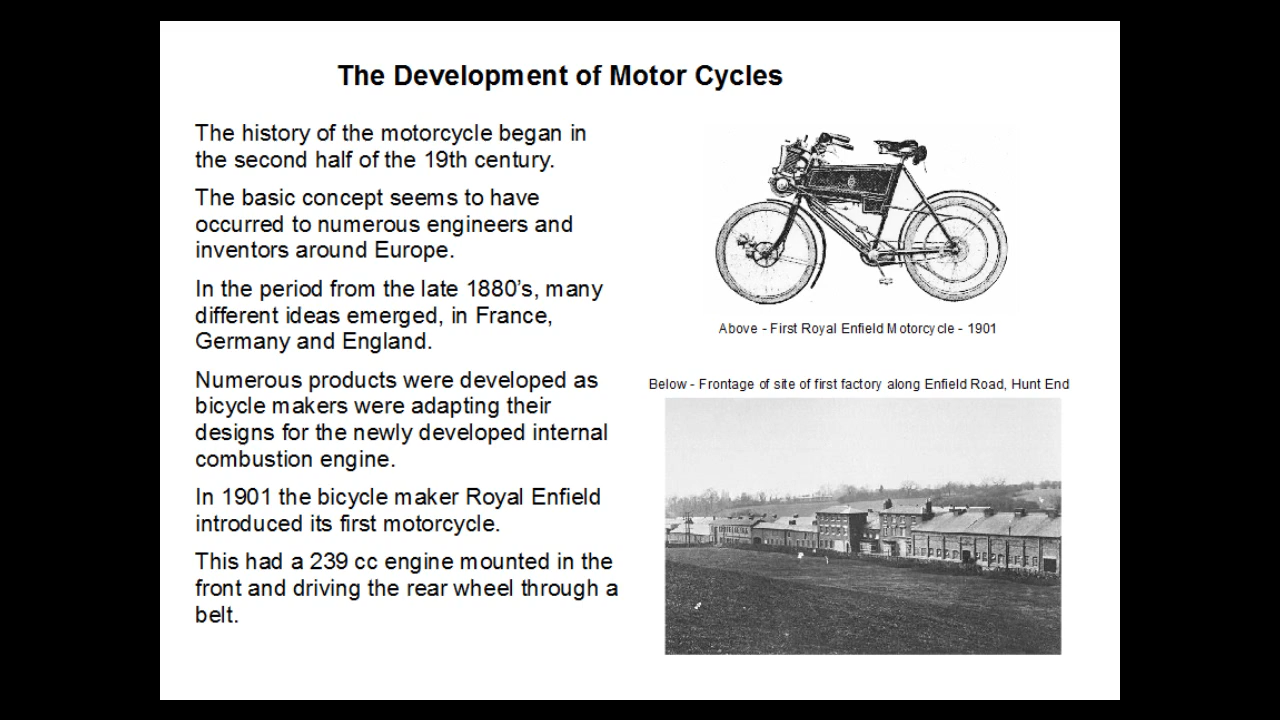 The Development of Motor Cycles
The history of the motorcycle began in
the second half of the 19th century.
The basic concept seems to have
occurred to numerous engineers and
inventors around Europe.
In the period from the late 1880’s, many
different ideas emerged, in France,
Germany and England.
Numerous products were developed as
bicycle makers were adapting their
designs for the newly developed internal
combustion engine.
In 1901 the bicycle maker Royal Enfield
introduced its first motorcycle.
This had a 239 cc engine mounted in the
front and driving the rear wheel through a
belt.
Above - First Royal Enfield Motorcycle - 1901
Below - Frontage of site of first factory along Enfield Road, Hunt End